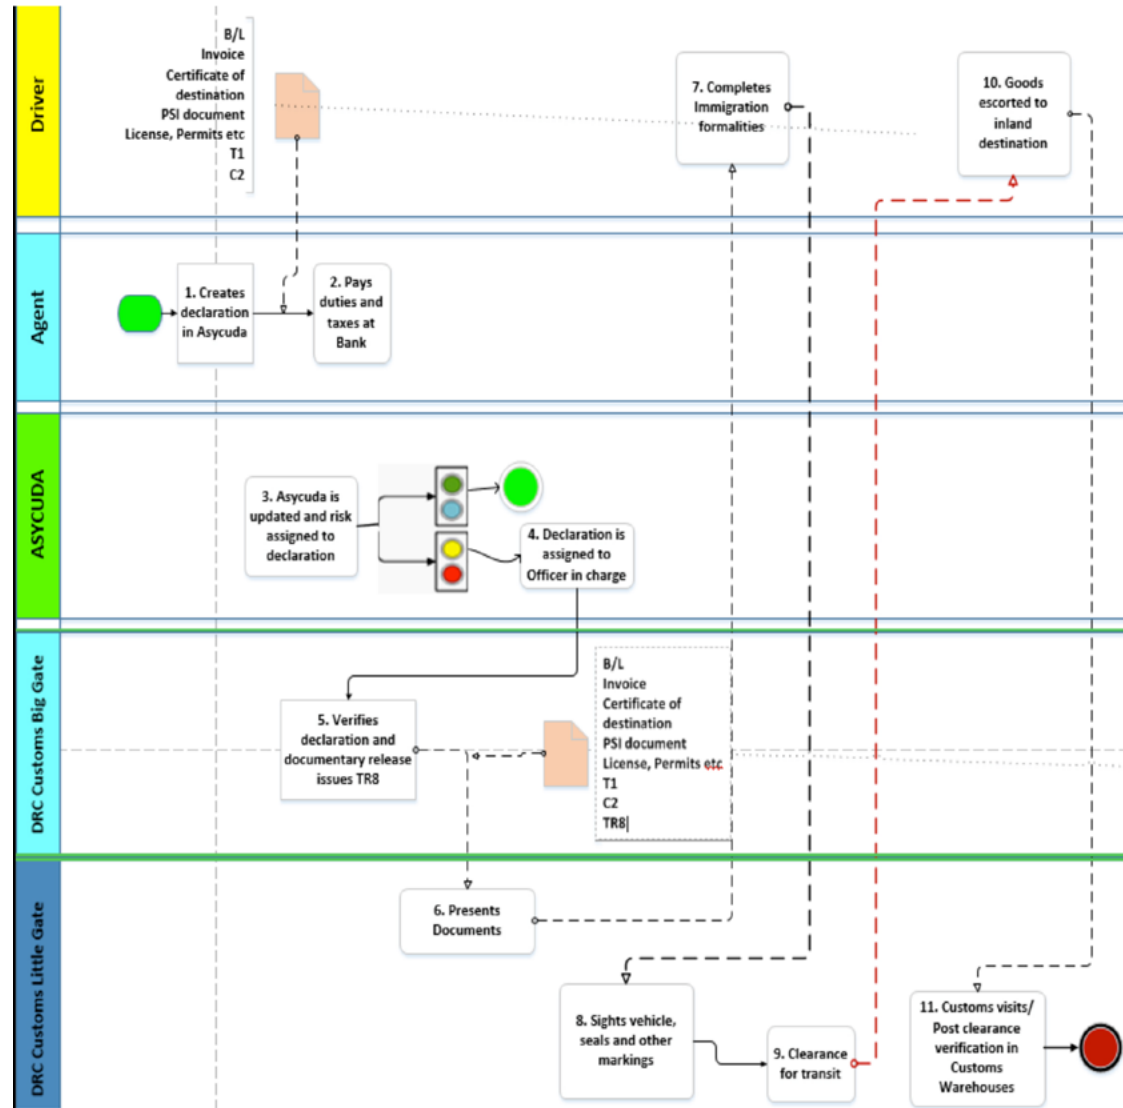 Driver
B/L
Invoice
Certificate of
destination
PSI document
License, Permits etc
T1
C2
7. Completes
Immigration
formalities
10. Goods
escorted to
inland
destination
Agent
1. Creates
declaration
in Asycuda
2. Pays
duties and
taxes at
Bank
ASYCUDA
3. Asycuda is
updated and risk
assigned to
declaration
4. Declaration is
assigned to
Officer in charge
DRC Customs Big Gate
5. Verifies
declaration and
documentary release
issues TR8
B/L
Invoice
Certificate of
destination
PSI document
License, Permits etc
T1
C2
TR8
DRC Customs Little Gate
6. Presents
Documents
8. Sights vehicle,
seals and other
markings
9. Clearance
for transit
11. Customs visits/
Post clearance
verification in
Customs
Warehouses